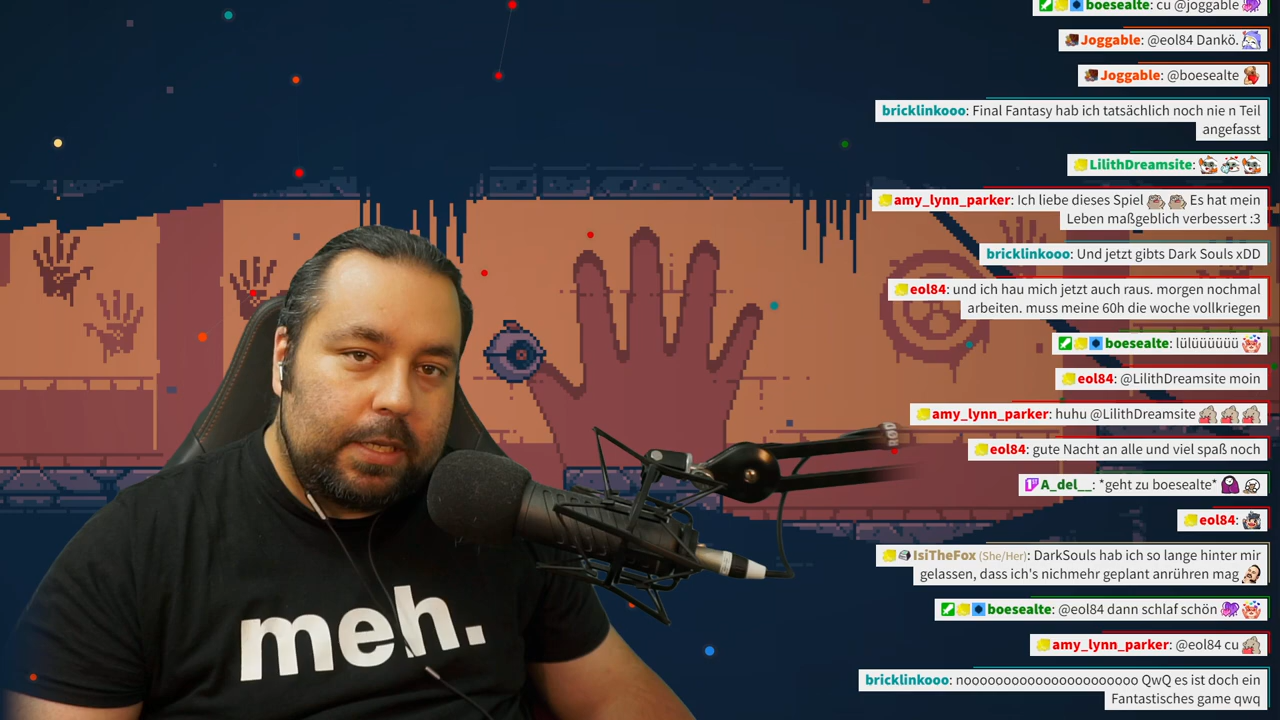 boesealte: cu @joggable
Joggable: @eol84 Dankö.
Joggable: @boesealte
bricklinkooo: Final Fantasy hab ich tatsächlich noch nie n Teil
angefasst
LilithDreamsite:
amy_lynn_parker: Ich liebe dieses Spiel Es hat mein
Leben maßgeblich verbessert :3
bricklinkooo: Und jetzt gibts Dark Souls xDD
eol84: und ich hau mich jetzt auch raus. morgen nochmal
arbeiten. muss meine 60h die woche vollkriegen
boesealte: lülüüüüüü
eol84: @LilithDreamsite moin
amy_lynn_parker: huhu @LilithDreamsite
RØD
eol84: gute Nacht an alle und viel spaß noch
A_del__: *geht zu boesealte*
eol84:
IsiTheFox (She/Her): DarkSouls hab ich so lange hinter mir
gelassen, dass ich's nichmehr geplant anrühren mag
boesealte: @eol84 dann schlaf schön
meh.
amy_lynn_parker: @eol84 cu
bricklinkooo: noooooooooooooooooooooo QwQ es ist doch ein
Fantastisches game qwq